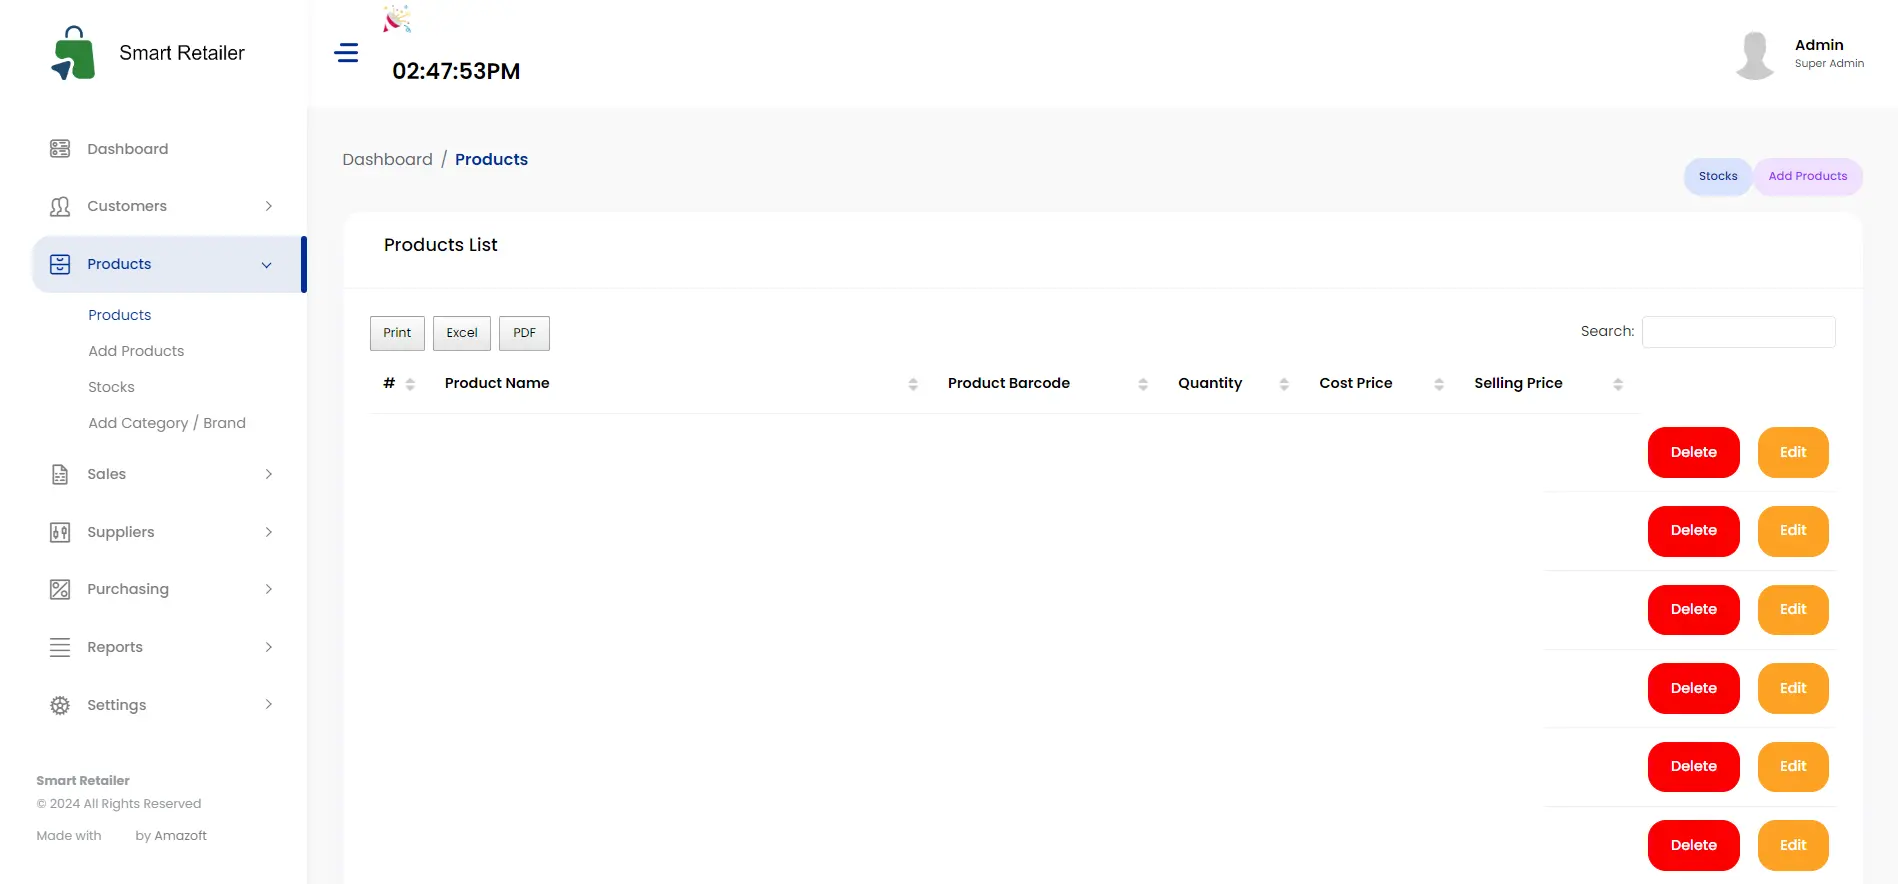 Smart Retailer
02:47:53PM
Admin
Super Admin
Dashboard
Customers
Products
Products
Add Products
Stocks
Add Category / Brand
Sales
Suppliers
Purchasing
Reports
Settings
Smart Retailer
© 2024 All Rights Reserved
Made with by Amazoft
Dashboard / Products
Stocks Add Products
Products List
Print Excel PDF
Search:
# Product Name Product Barcode Quantity Cost Price Selling Price
Delete Edit
Delete Edit
Delete Edit
Delete Edit
Delete Edit
Delete Edit